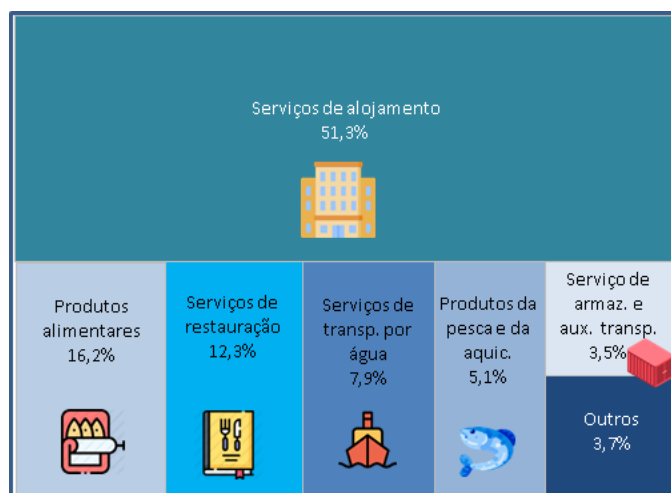 Serviços de alojamento
51,3%
Produtos
alimentares
16,2%
Serviços de
restauração
12,3%
Serviços de
transp. por
água
7,9%
Produtos da
pesca e da
aquic.
5,1%
Serviço de
armaz. e
aux. transp.
3,5%
Outros
3,7%